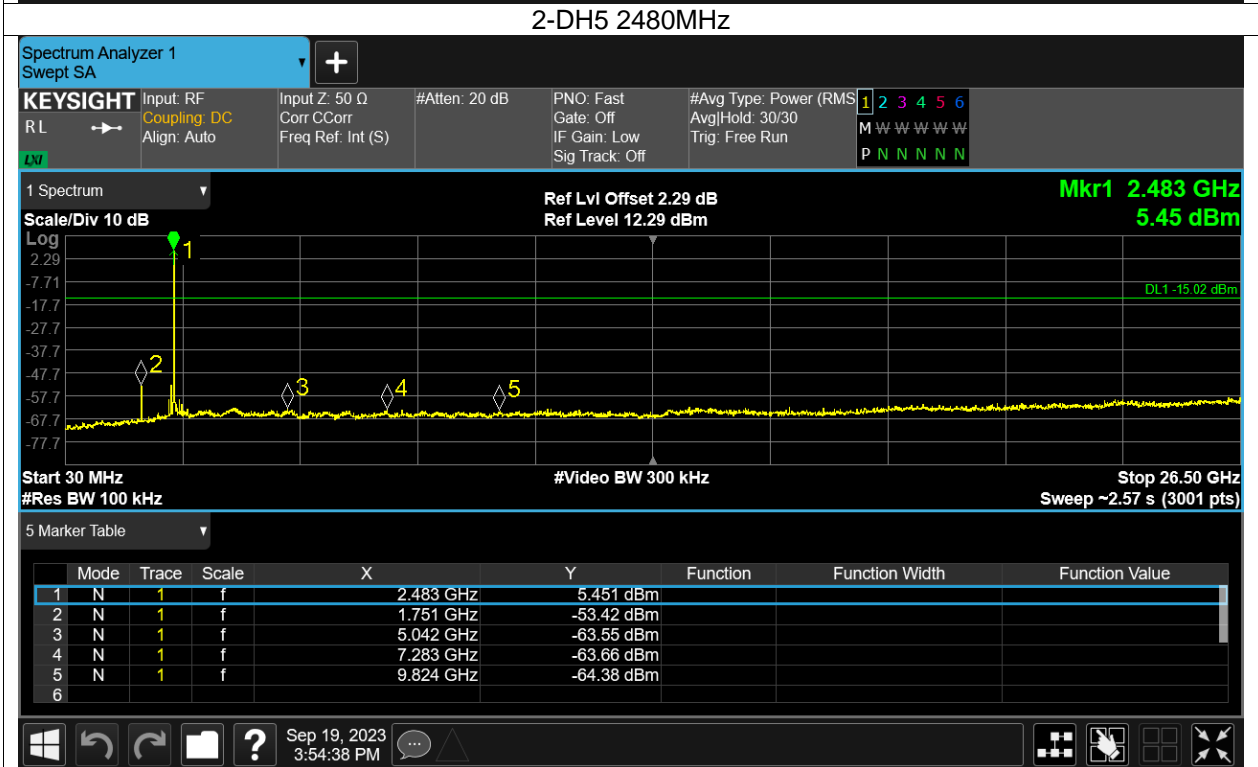 2-DH5 2480MHz
Spectrum Analyzer 1
Swept SA
+
KEYSIGHT Input: RF Input Z: 50 Ω #Atten: 20 dB PNO: Fast #Avg Type: Power (RMS 1 2 3 4 5 6
R L Coupling: DC Corr CCorr Gate: Off Avg|Hold: 30/30 M W W W W W
Align: Auto Freq Ref: Int (S) IF Gain: Low Trig: Free Run
LXI Sig Track: Off P N N N N N
1 Spectrum Ref Lvl Offset 2.29 dB Mkr1 2.483 GHz
Scale/Div 10 dB Ref Level 12.29 dBm 5.45 dBm
Log
1
2.29
-7.71
DL1 -15.02 dBm
-17.7
-27.7
-37.7
2
-47.7
3 4 5
-57.7
-67.7
-77.7
Start 30 MHz #Video BW 300 kHz Stop 26.50 GHz
#Res BW 100 kHz Sweep ~2.57 s (3001 pts)
5 Marker Table
Mode Trace Scale X Y Function Function Width Function Value
1 N 1 f 2.483 GHz 5.451 dBm
2 N 1 f 1.751 GHz -53.42 dBm
3 N 1 f 5.042 GHz -63.55 dBm
4 N 1 f 7.283 GHz -63.66 dBm
5 N 1 f 9.824 GHz -64.38 dBm
6
? Sep 19, 2023
3:54:38 PM